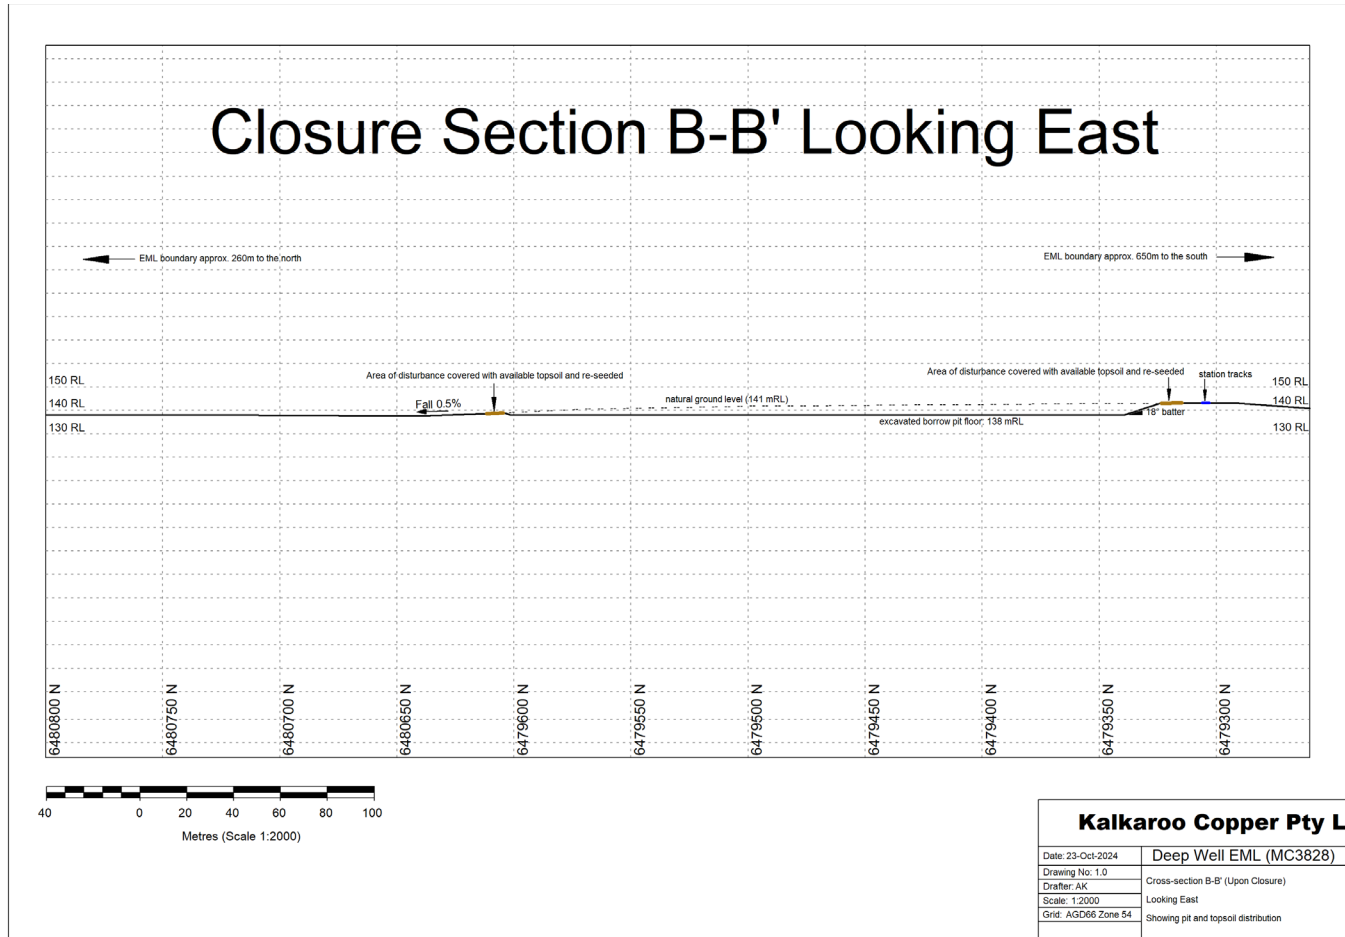 Closure Section B-B' Looking East
EML boundary approx. 260m to the north
EML boundary approx. 650m to the south
Area of disturbance covered with available topsoil and re-seeded
Area of disturbance covered with available topsoil and re-seeded
station tracks
150 RL
150 RL
140 RL
Fall 0.5%
natural ground level (141 mRL)
140 RL
18° batter
130 RL
excavated borrow pit floor: 138 mRL
130 RL
6480800 N
6480750 N
6480700 N
6480650 N
6479600 N
6479550 N
6479500 N
6479450 N
6479400 N
6479350 N
6479300 N
40 0 20 40 60 80 100
Metres (Scale 1:2000)
Kalkaroo Copper Pty L
Date: 23-Oct-2024
Deep Well EML (MC3828)
Drawing No: 1.0
Drafter: AK
Scale: 1:2000
Grid: AGD66 Zone 54
Cross-section B-B' (Upon Closure)
Looking East
Showing pit and topsoil distribution